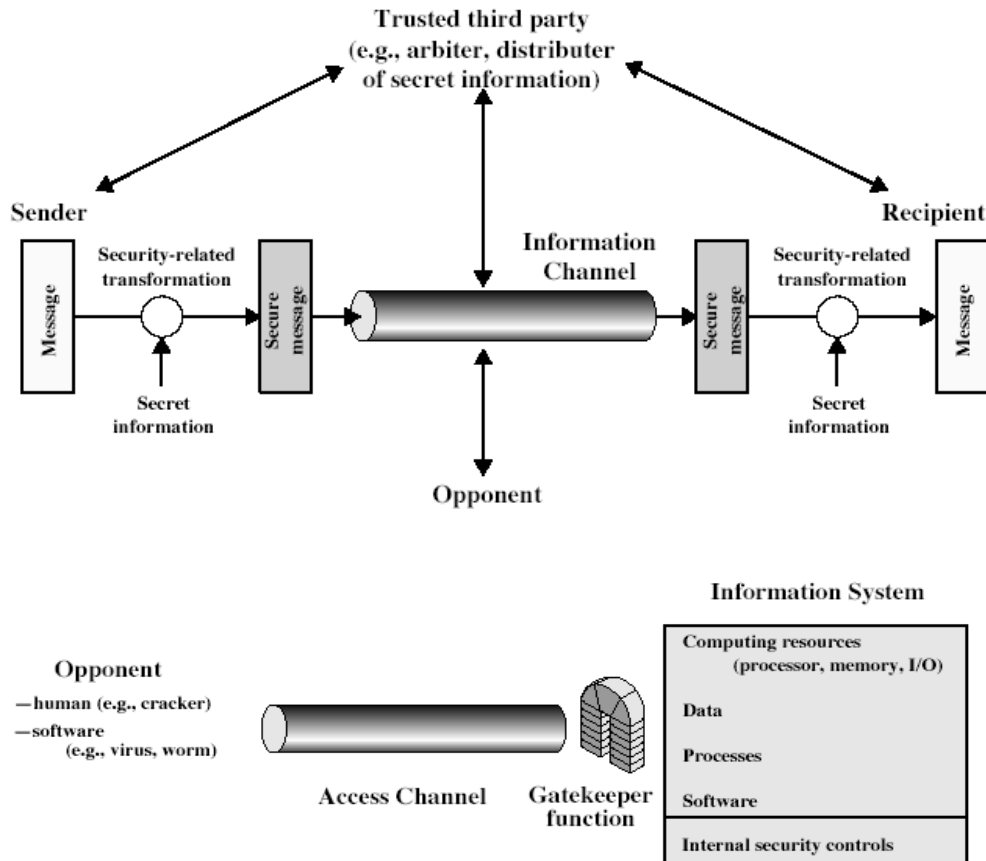 Trusted third party
(e.g., arbiter, distributer
of secret information)
Sender
Recipient
Information
Channel
Security-related
transformation
Security-related
transformation
Message
Secure
message
Secure
message
Message
Secret
information
Secret
information
Opponent
Information System
Computing resources
(processor, memory, I/O)
Data
Processes
Software
Internal security controls
Opponent
—human (e.g., cracker)
—software
(e.g., virus, worm)
Access Channel
Gatekeeper
function